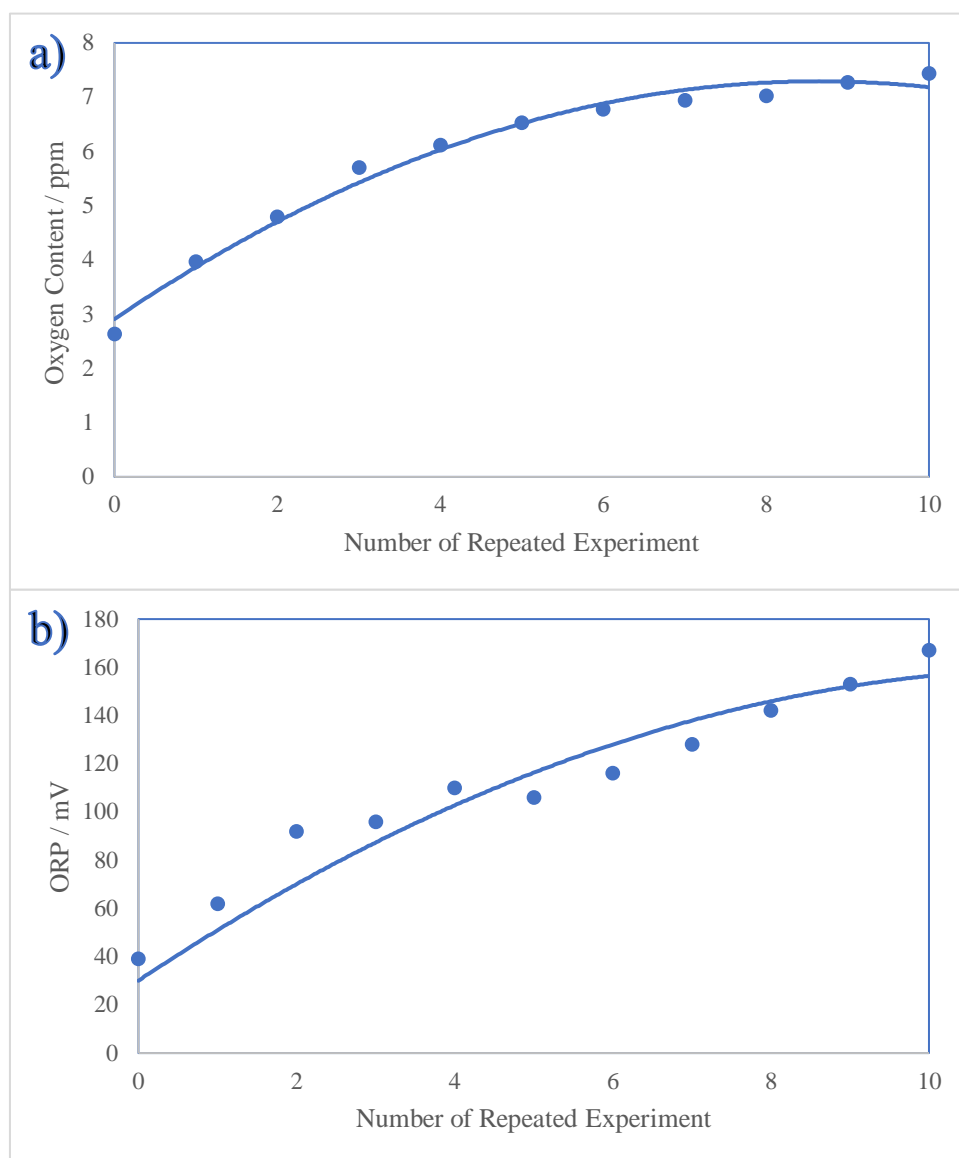 a)
8
7
6
5
4
3
2
1
0
Oxygen Content / ppm
0 2 4 6 8 10
Number of Repeated Experiment
b)
180
160
140
120
100
80
60
40
20
0
ORP / mV
0 2 4 6 8 10
Number of Repeated Experiment